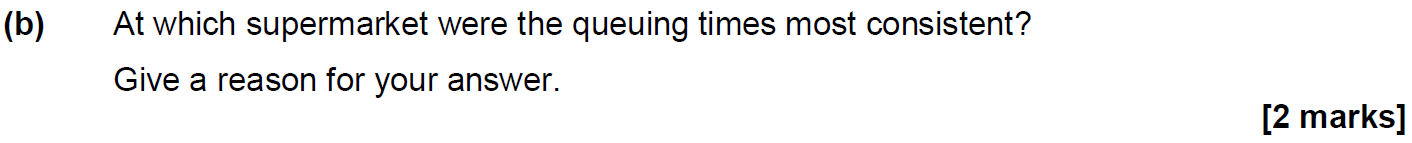 (b) At which supermarket were the queuing times most consistent?
Give a reason for your answer.
[2 marks]